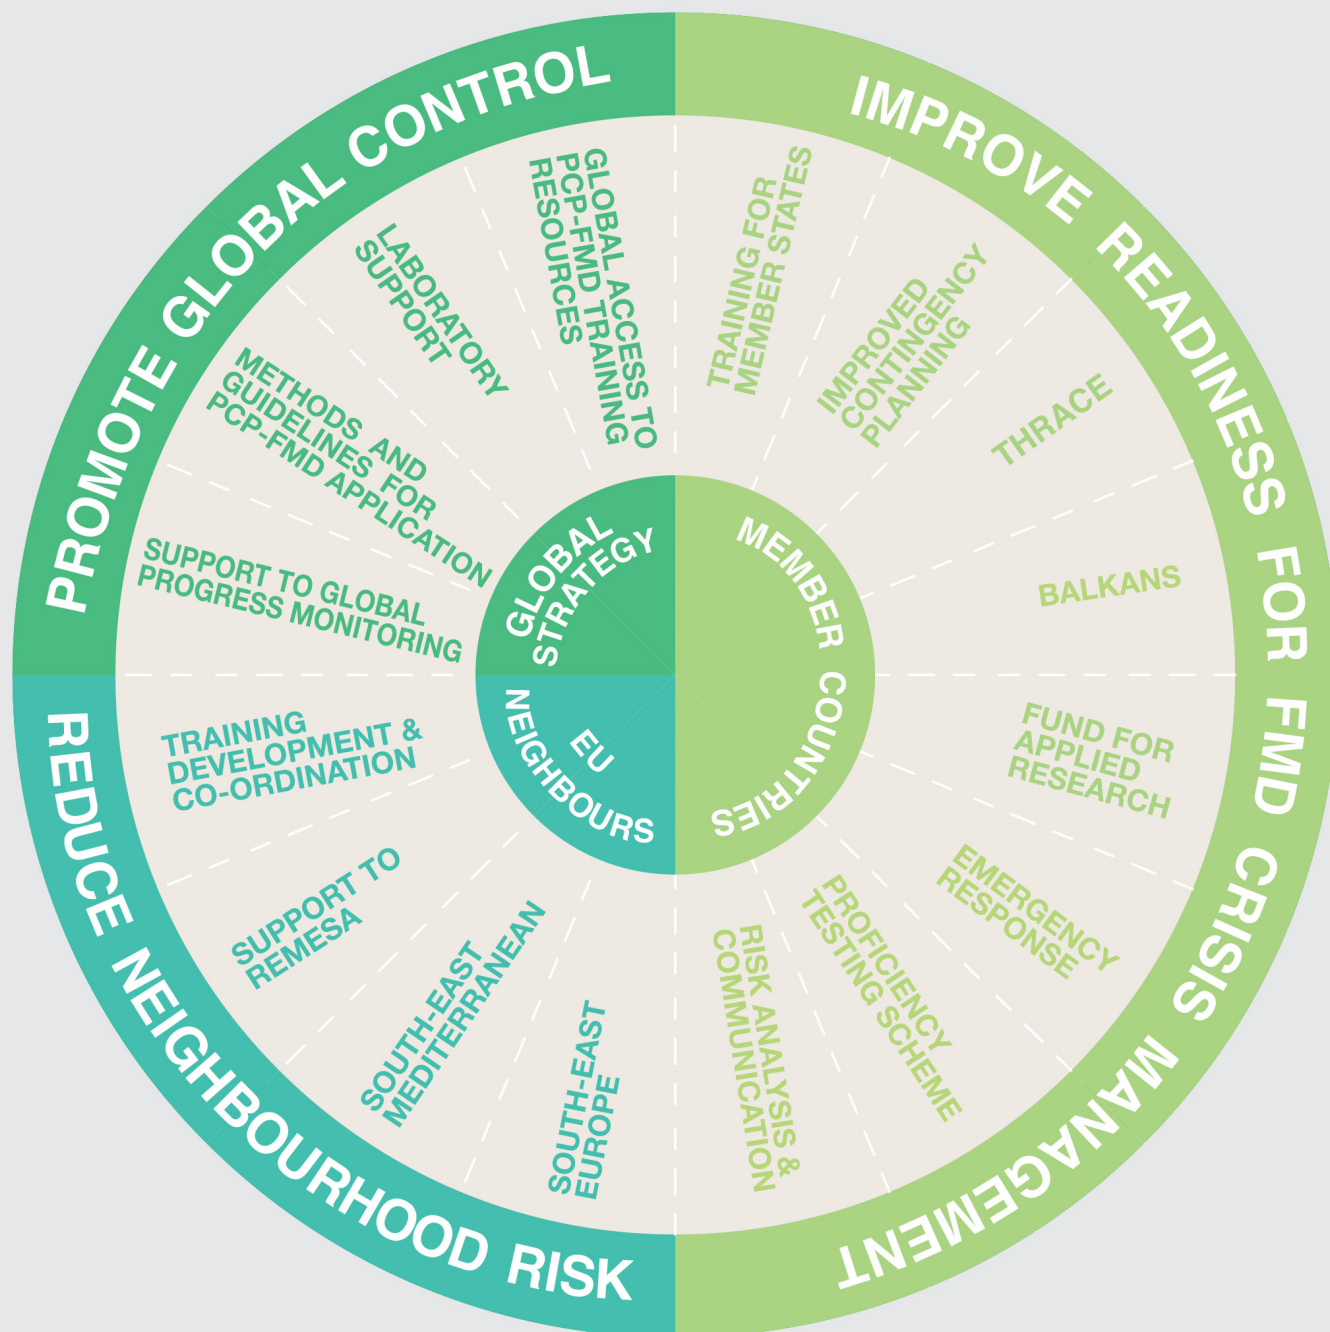 PROMOTE GLOBAL CONTROL
IMPROVE READINESS FOR FMD CRISIS MANAGEMENT
REDUCE NEIGHBOURHOOD RISK
GLOBAL
STRATEGY
MEMBER COUNTRIES
EU
NEIGHBOURS
TRAINING FOR
MEMBER STATES
IMPROVED
CONTINGENCY
PLANNING
THRACE
BALKANS
FUND FOR
APPLIED
RESEARCH
EMERGENCY
RESPONSE
PROFICIENCY
TESTING SCHEME
RISK ANALYSIS &
COMMUNICATION
SOUTH-EAST
EUROPE
SOUTH-EAST
MEDITERRANEAN
SUPPORT TO
REMESA
TRAINING
DEVELOPMENT &
CO-ORDINATION
SUPPORT TO GLOBAL
PROGRESS MONITORING
METHODS AND
GUIDELINES FOR
PCP-FMD APPLICATION
LABORATORY
SUPPORT
GLOBAL ACCESS TO
PCP-FMD TRAINING
RESOURCES